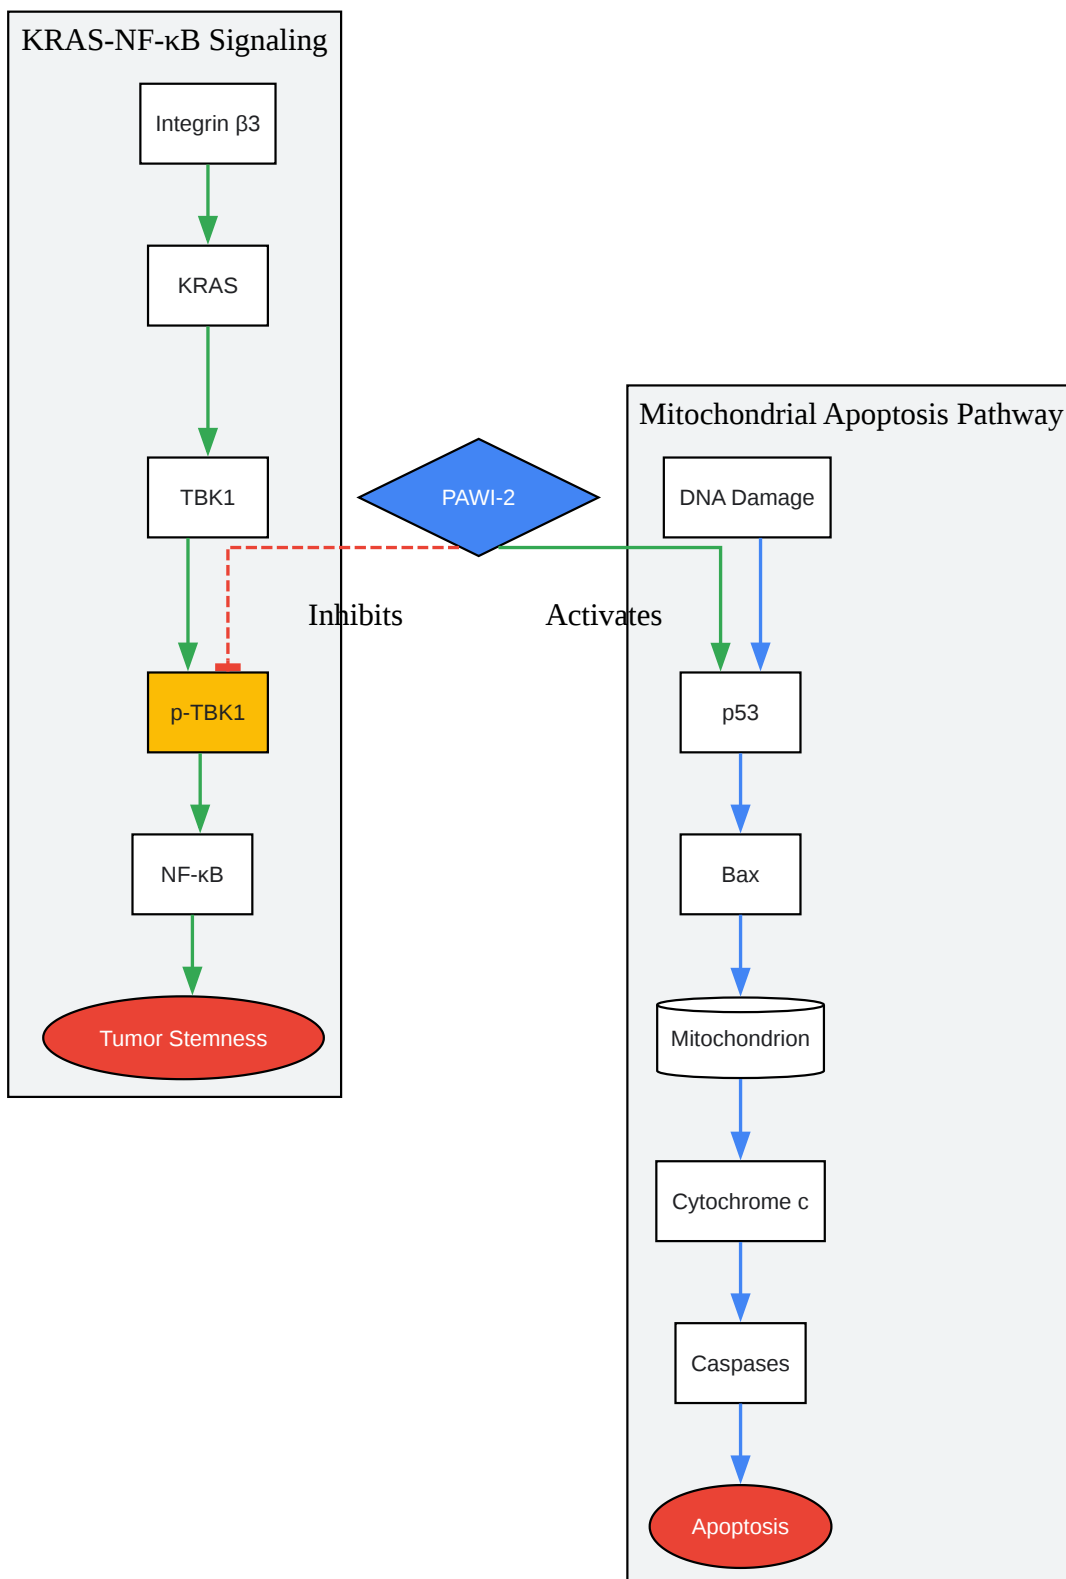 KRAS-NF-κB Signaling
Integrin β3
KRAS
TBK1
p-TBK1
NF-κB
Tumor Stemness
PAWI-2
Inhibits
Activates
Mitochondrial Apoptosis Pathway
DNA Damage
p53
Bax
Mitochondrion
Cytochrome c
Caspases
Apoptosis